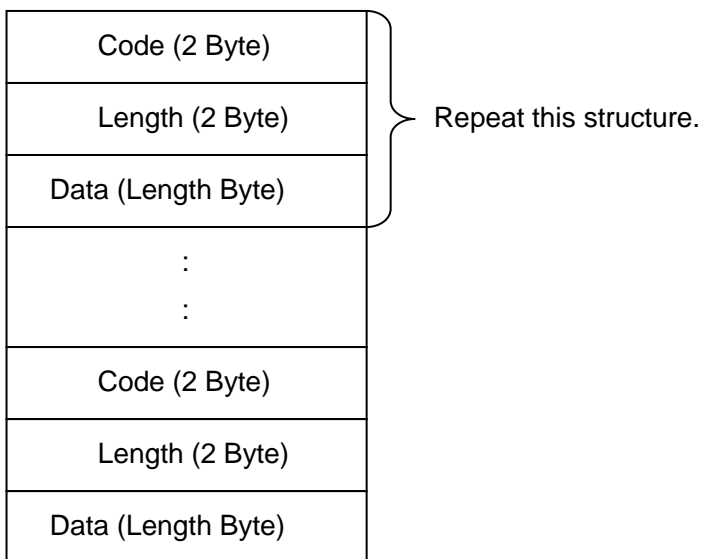 Code (2 Byte)
Length (2 Byte)
Repeat this structure.
Data (Length Byte)
:
:
Code (2 Byte)
Length (2 Byte)
Data (Length Byte)